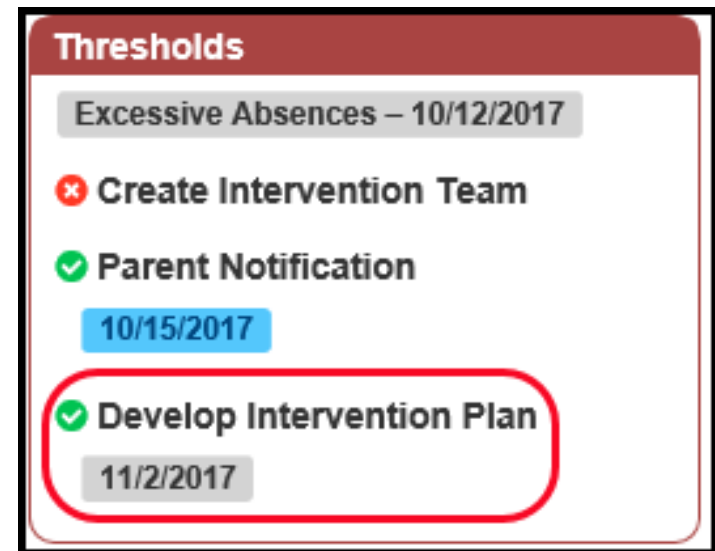 Thresholds
Excessive Absences – 10/12/2017
Create Intervention Team
Parent Notification
10/15/2017
Develop Intervention Plan
11/2/2017